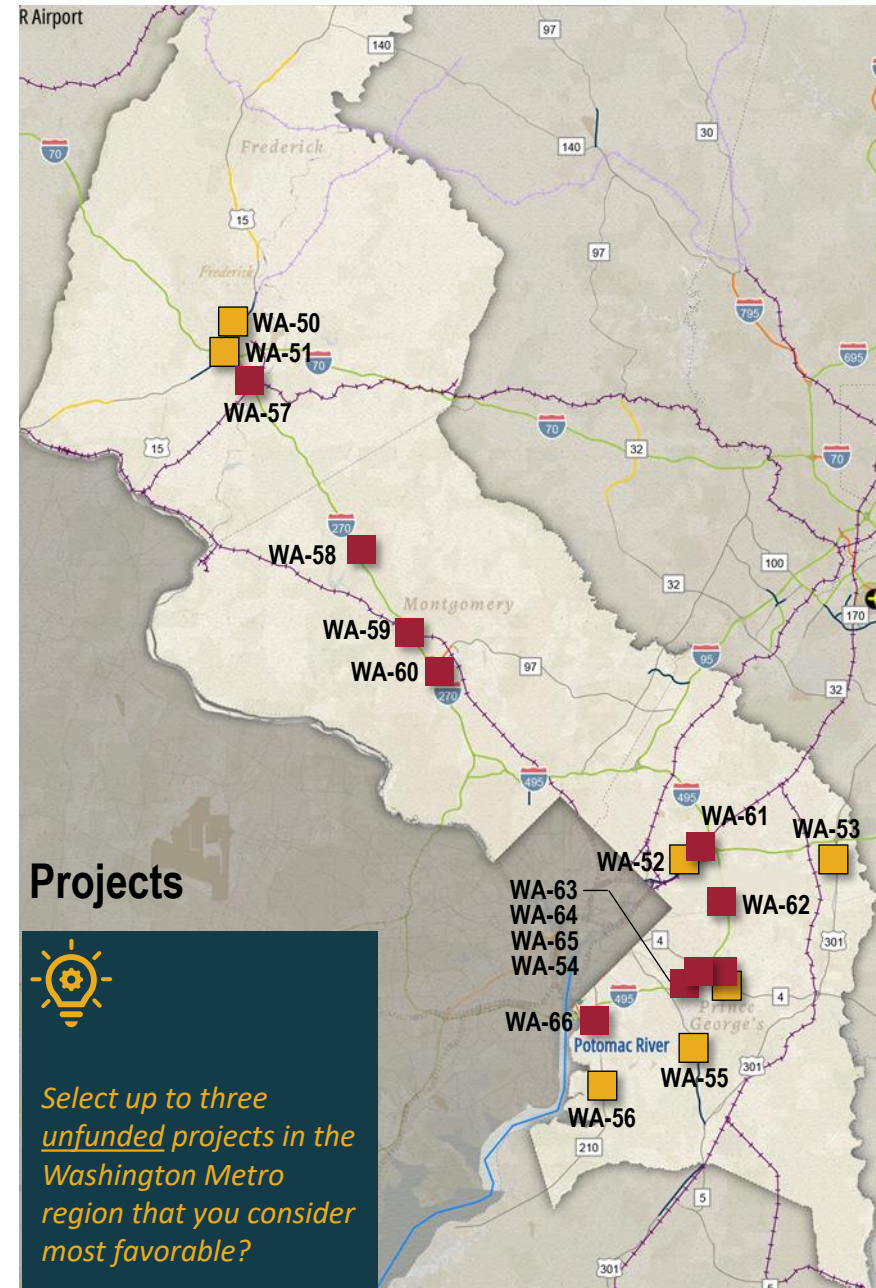 R Airport
140
97
Frederick
70
140
30
15
97
Frederick
WA-50
795
WA-51
70
695
WA-57
70
32
70
15
270
WA-58
100
32
Montgomery
170
WA-59
WA-60
97
95
270
32
495
495
WA-61
WA-53
WA-52
Projects
WA-63
WA-62
WA-64
WA-65
4
301
WA-54
495
4
Prince
George's
WA-66
Potomac River
WA-55
301
WA-56
210
5
301
Select up to three
unfunded projects in the
Washington Metro
region that you consider
most favorable?